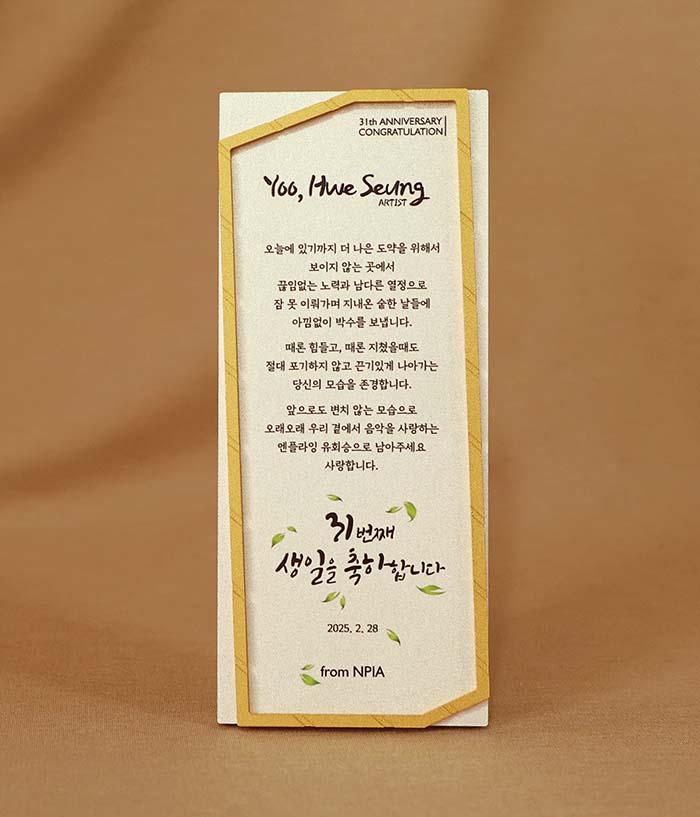 31th ANNIVERSARY
CONGRATULATION
Yoo, Hwe Seung
ARTIST
오늘에 있기까지 더 나은 도약을 위해서
보이지 않는 곳에서
끊임없는 노력과 남다른 열정으로
잠 못 이뤄가며 지내온 숱한 날들에
아낌없이 박수를 보냅니다.
때론 힘들고, 때론 지쳤을때도
절대 포기하지 않고 끈기있게 나아가는
당신의 모습을 존경합니다.
앞으로도 변치 않는 모습으로
오래오래 우리 곁에서 음악을 사랑하는
엔플라잉 유회승으로 남아주세요
사랑합니다.
31번째
생일을 축하합니다
2025. 2. 28
from NPIA